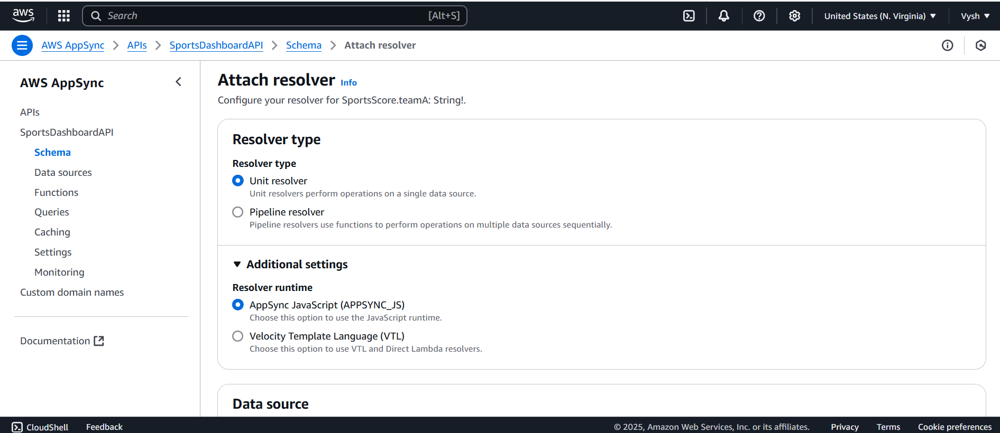 aws Search [Alt+S] United States (N. Virginia) Vysh
AWS AppSync APIs SportsDashboardAPI Schema Attach resolver
AWS AppSync
APIs
SportsDashboardAPI
Schema
Data sources
Functions
Queries
Caching
Settings
Monitoring
Custom domain names
Documentation
Attach resolver Info
Configure your resolver for SportsScore.teamA: String!.
Resolver type
Resolver type
Unit resolver
Unit resolvers perform operations on a single data source.
Pipeline resolver
Pipeline resolvers use functions to perform operations on multiple data sources sequentially.
Additional settings
Resolver runtime
AppSync JavaScript (APPSYNC_JS)
Choose this option to use the JavaScript runtime.
Velocity Template Language (VTL)
Choose this option to use VTL and Direct Lambda resolvers.
Data source
CloudShell Feedback © 2025, Amazon Web Services, Inc. or its affiliates. Privacy Terms Cookie preferences